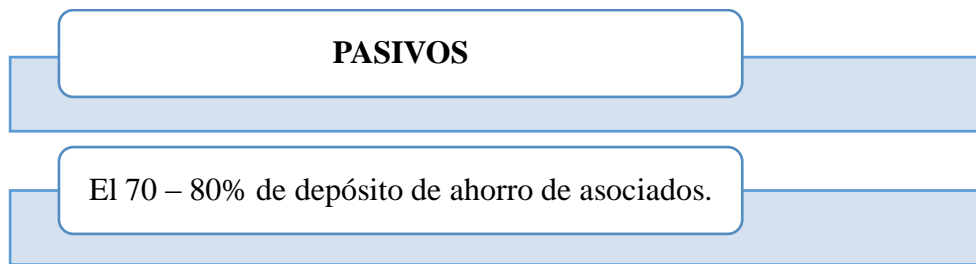 PASIVOS
El 70 – 80% de depósito de ahorro de asociados.